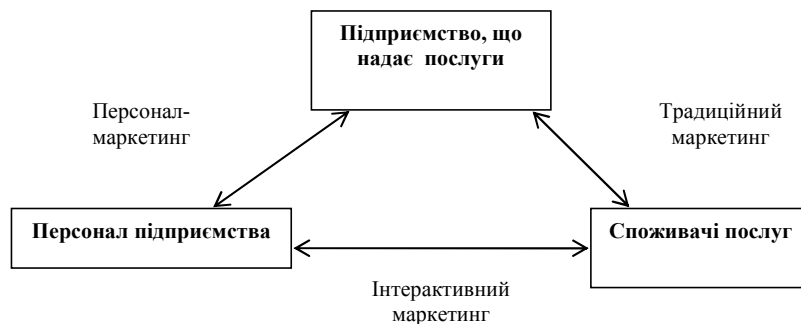 Підприємство, що
надає послуги
Персонал-
маркетинг
Традиційний
маркетинг
Персонал підприємства
Споживачі послуг
Інтерактивний
маркетинг